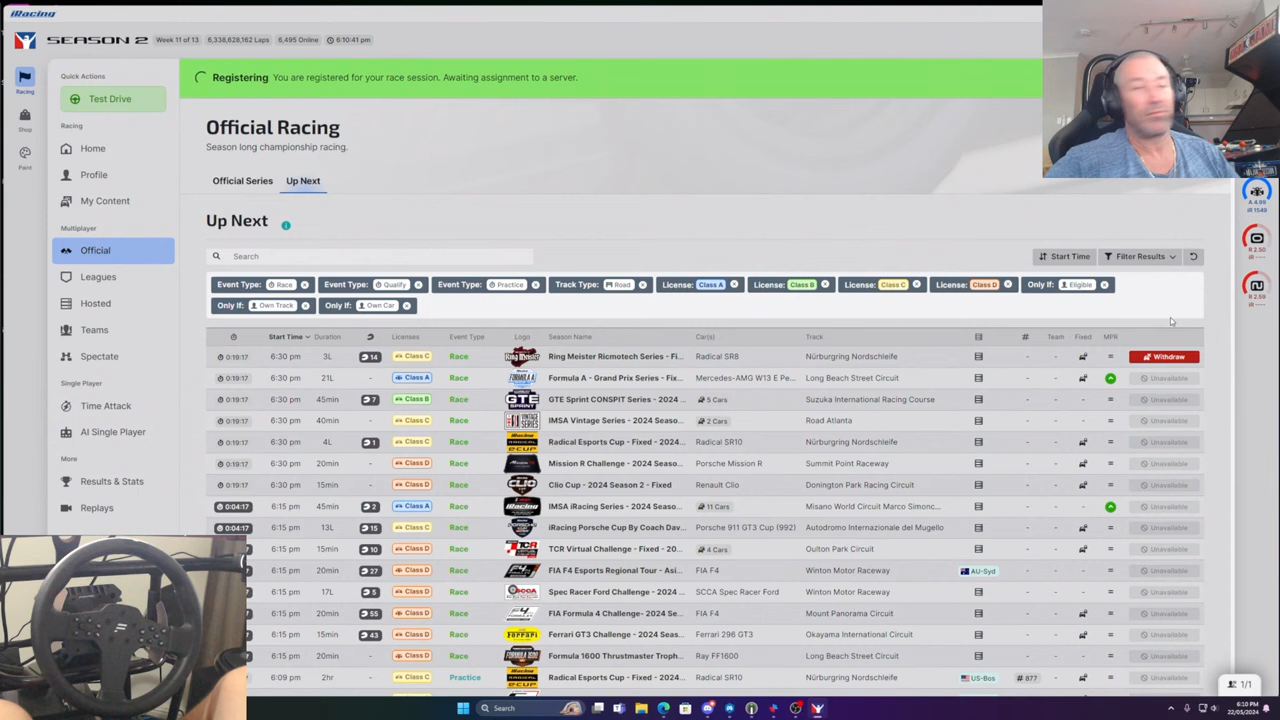 iRacing
SEASON 2 Week 11 of 13 6,338,628,162 Laps 6,495 Online 6:10:41 pm
Racing
Shop
Paint
Quick Actions
Test Drive
Racing
Home
Profile
My Content
Multiplayer
Official
Leagues
Hosted
Teams
Spectate
Single Player
Time Attack
AI Single Player
More
Results & Stats
Replays
Registering You are registered for your race session. Awaiting assignment to a server.
Official Racing
Season long championship racing.
Official Series Up Next
Up Next
Search Start Time Filter Results
Event Type: Race Event Type: Qualify Event Type: Practice Track Type: Road License: Class A License: Class B License: Class C License: Class D Only If: Eligible
Only If: Own Track Only If: Own Car
Start Time Duration Licenses Event Type Logo Season Name Car(s) Track # Team Fixed MPR
0:19:17 6:30 pm 3L 14 Class C Race Ring Meister Ricmotech Series - Fi... Radical SR8 Nürburgring Nordschleife - - = Withdraw
0:19:17 6:30 pm 21L - Class A Race Formula A - Grand Prix Series - Fix... Mercedes-AMG W13 E Pe... Long Beach Street Circuit - - = Unavailable
0:19:17 6:30 pm 45min 7 Class B Race GTE Sprint CONSPIT Series - 2024 ... 5 Cars Suzuka International Racing Course - - = Unavailable
0:19:17 6:30 pm 40min - Class C Race IMSA Vintage Series - 2024 Season... 2 Cars Road Atlanta - - = Unavailable
0:19:17 6:30 pm 4L 1 Class C Race Radical Esports Cup - Fixed - 2024... Radical SR10 Nürburgring Nordschleife - - = Unavailable
0:19:17 6:30 pm 20min - Class D Race Mission R Challenge - 2024 Seaso... Porsche Mission R Summit Point Raceway - - = Unavailable
0:19:17 6:30 pm 15min - Class D Race Clio Cup - 2024 Season 2 - Fixed Renault Clio Donington Park Racing Circuit - - = Unavailable
0:04:17 6:15 pm 45min 2 Class A Race IMSA iRacing Series - 2024 Season... 11 Cars Misano World Circuit Marco Simonc... - - = Unavailable
0:04:17 6:15 pm 13L 15 Class C Race iRacing Porsche Cup By Coach Dav... Porsche 911 GT3 Cup (992) Autodromo Internazionale del Mugello - - = Unavailable
6:15 pm 15min 10 Class D Race TCR Virtual Challenge - Fixed - 20... 4 Cars Oulton Park Circuit - - = Unavailable
6:15 pm 20min 27 Class D Race FIA F4 Esports Regional Tour - Asi... FIA F4 Winton Motor Raceway AU-Syd - - = Unavailable
6:15 pm 17L 5 Class D Race Spec Racer Ford Challenge - 2024 ... SCCA Spec Racer Ford Winton Motor Raceway - - = Unavailable
6:15 pm 20min 55 Class D Race FIA Formula 4 Challenge- 2024 Se... FIA F4 Mount Panorama Circuit - - = Unavailable
6:15 pm 15min 43 Class D Race Ferrari GT3 Challenge - 2024 Seas... Ferrari 296 GT3 Okayama International Circuit - - = Unavailable
6:15 pm 20min - Class D Race Formula 1600 Thrustmaster Troph... Ray FF1600 Long Beach Street Circuit - - = Unavailable
6:09 pm 2hr - Class C Practice Radical Esports Cup - Fixed - 2024... Radical SR10 Nürburgring Nordschleife US-Bos # 877 - = Unavailable
A 4.99
iR 1549
R 2.50
R 2.59
1/1
Search
6:10 PM
22/05/2024